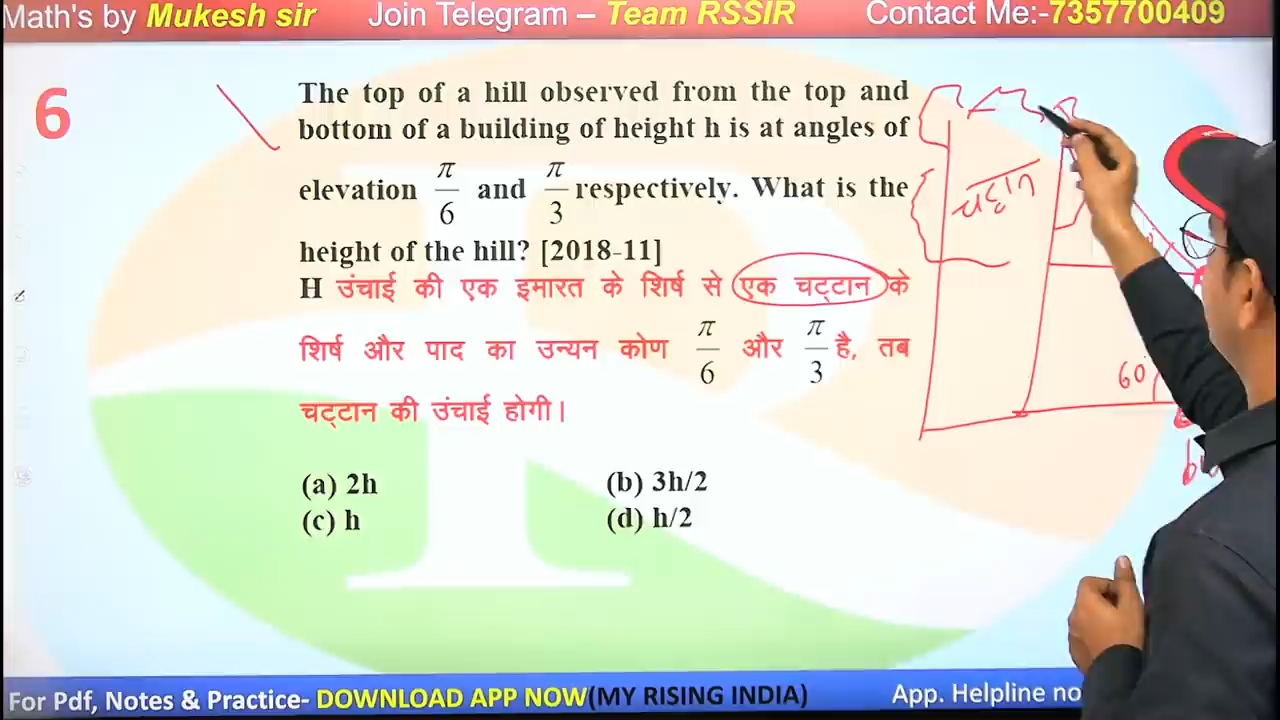 Math's by Mukesh sir Join Telegram – Team RSSIR Contact Me:-7357700409
6
The top of a hill observed from the top and
bottom of a building of height h is at angles of
elevation π/6 and π/3 respectively. What is the
height of the hill? [2018-11]
H उंचाई की एक इमारत के शिर्ष से एक चट्टान के
शिर्ष और पाद का उन्यन कोण π/6 और π/3 है, तब
चट्टान की उंचाई होगी।
(a) 2h (b) 3h/2
(c) h (d) h/2
चट्टान
60°
For Pdf, Notes & Practice- DOWNLOAD APP NOW(MY RISING INDIA) App. Helpline no